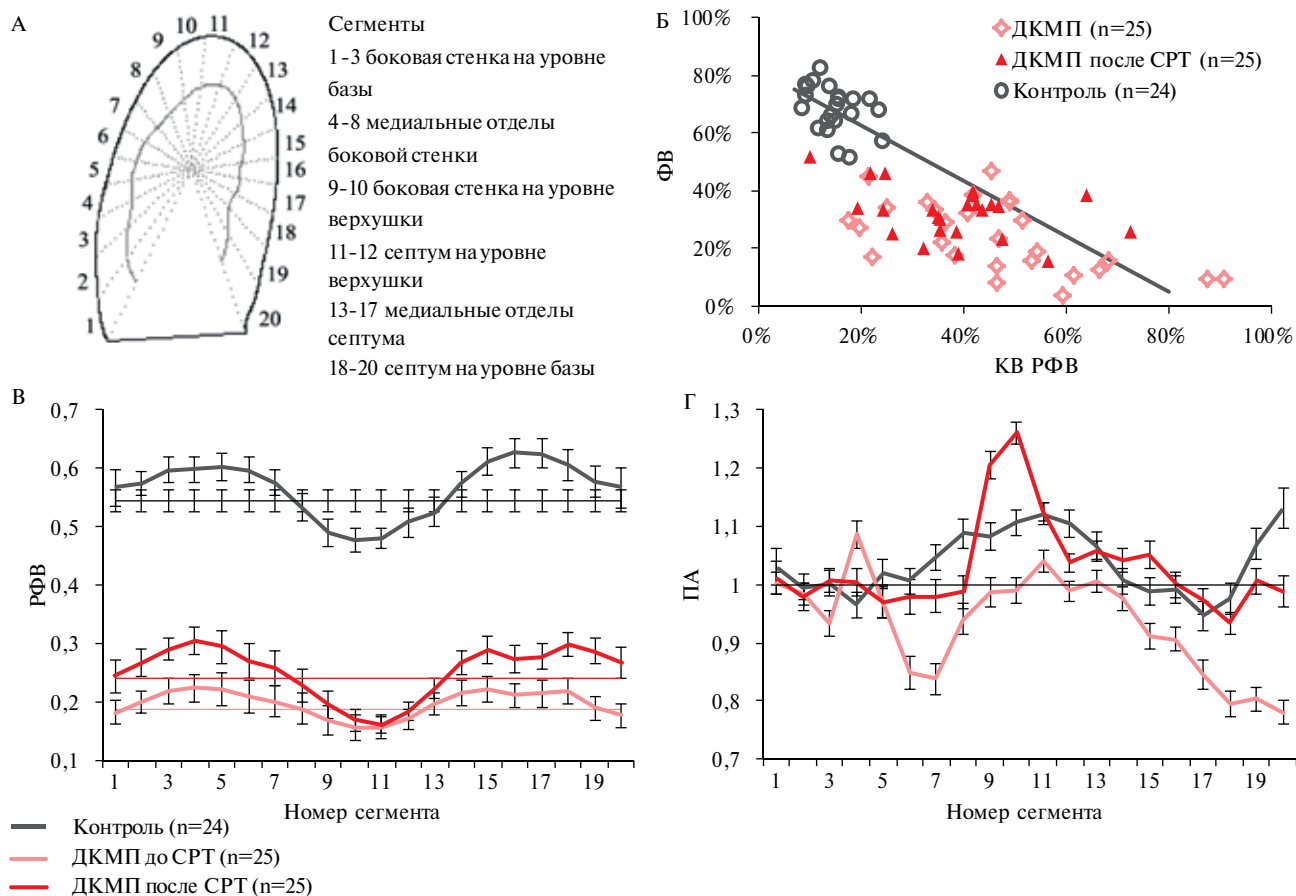 А
1
2
3
4
5
6
7
8
9
10
11
12
13
14
15
16
17
18
19
20
Сегменты
1-3 боковая стенка на уровне
базы
4-8 медиальные отделы
боковой стенки
9-10 боковая стенка на уровне
верхушки
11-12 септум на уровне
верхушки
13-17 медиальные отделы
септума
18-20 септум на уровне базы
Б
ФВ
100%
80%
60%
40%
20%
0%
0% 20% 40% 60% 80% 100%
КВ РФВ
ДКМП (n=25)
ДКМП после СРТ (n=25)
Контроль (n=24)
В
РФВ
0,7
0,6
0,5
0,4
0,3
0,2
0,1
1 3 5 7 9 11 13 15 17 19
Номер сегмента
Контроль (n=24)
ДКМП до СРТ (n=25)
ДКМП после СРТ (n=25)
Г
ПА
1,3
1,2
1,1
1
0,9
0,8
0,7
1 3 5 7 9 11 13 15 17 19
Номер сегмента